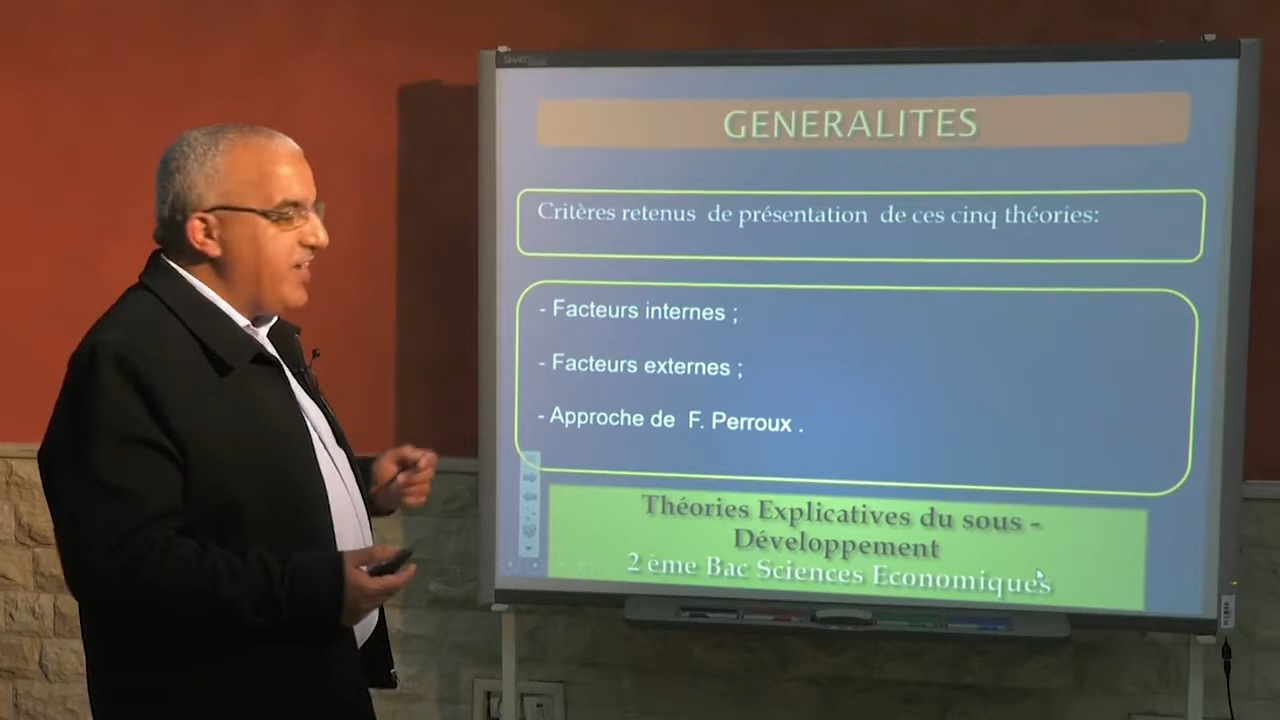 SMART
GENERALITES
Critères retenus de présentation de ces cinq théories:
- Facteurs internes ;
- Facteurs externes ;
- Approche de F. Perroux .
Théories Explicatives du sous -
Développement
2 ème Bac Sciences Economiques